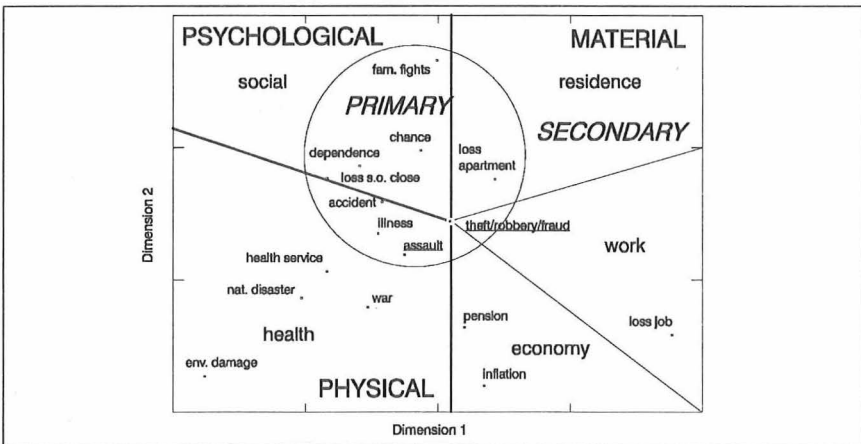 PSYCHOLOGICAL
MATERIAL
fam. fights
social
residence
PRIMARY
SECONDARY
chance
loss
apartment
dependence
loss s.o. close
accident
illness
theft/robbery/fraud
assault
work
health service
nat. disaster
war
pension
loss job
health
economy
env. damage
inflation
PHYSICAL
Dimension 2
Dimension 1